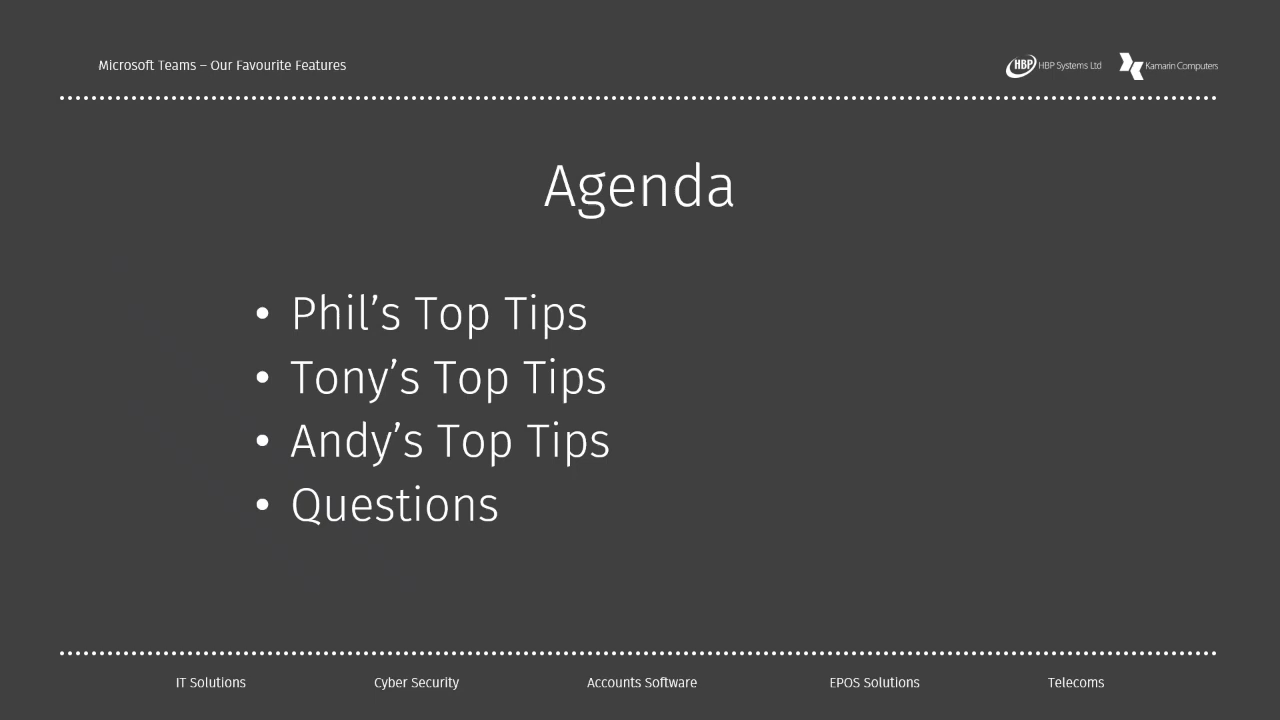 Microsoft Teams – Our Favourite Features
HBP HBP Systems Ltd Kamarin Computers
Agenda
• Phil’s Top Tips
• Tony’s Top Tips
• Andy’s Top Tips
• Questions
IT Solutions Cyber Security Accounts Software EPOS Solutions Telecoms